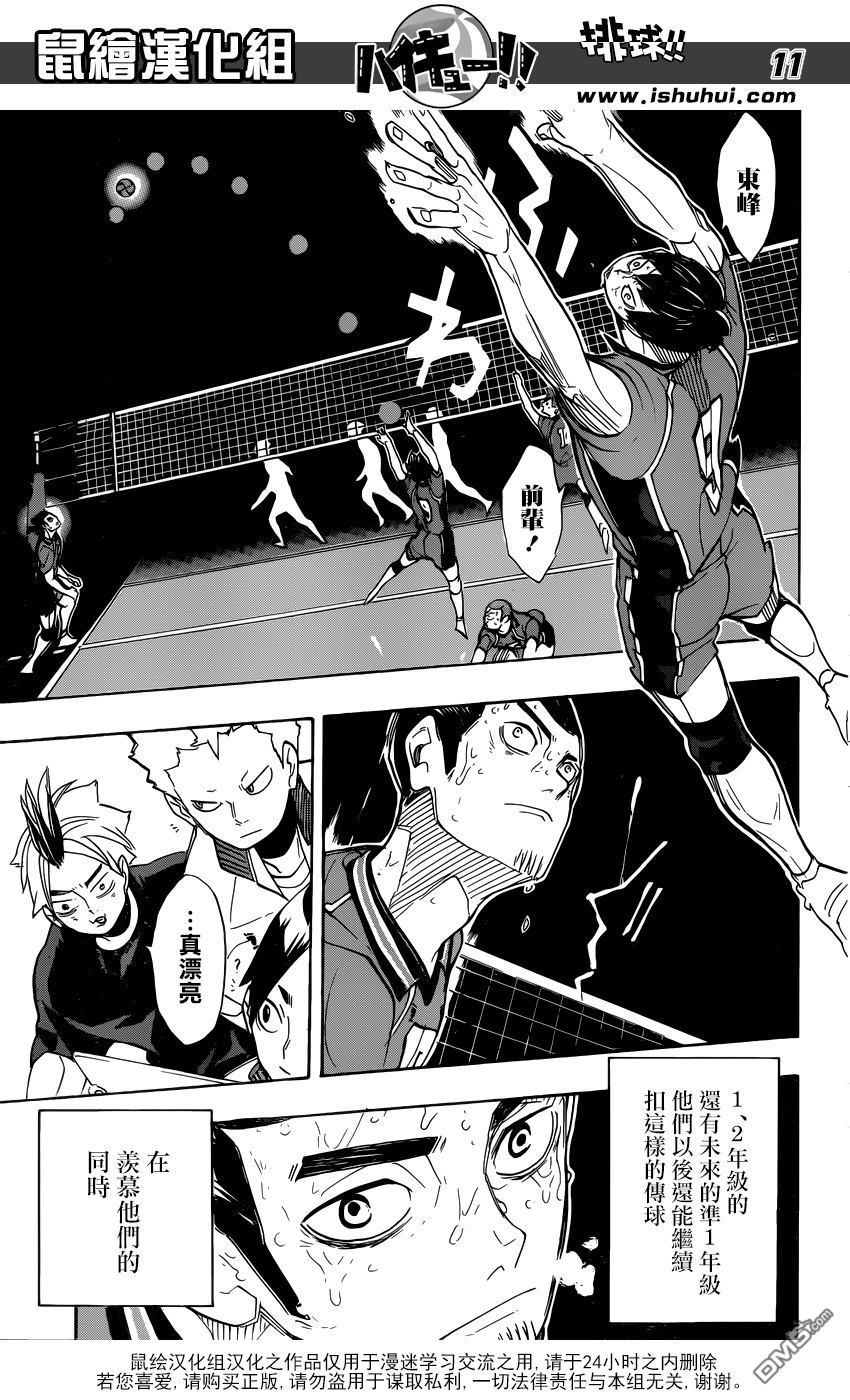 鼠繪漢化組
ハイキュー!!
排球!!
11
www.ishuhui.com
東峰
ふ
わ
前輩!
…真漂亮
1、2年級的
還有未來的準1年級
他們以後還能繼續
扣這樣的傳球
在
羨慕他們的
同時
鼠绘汉化组汉化之作品仅用于漫迷学习交流之用,请于24小时之内删除
若您喜爱,请购买正版,请勿盗用于谋取私利,一切法律责任与本组无关,谢谢。
DM5.com